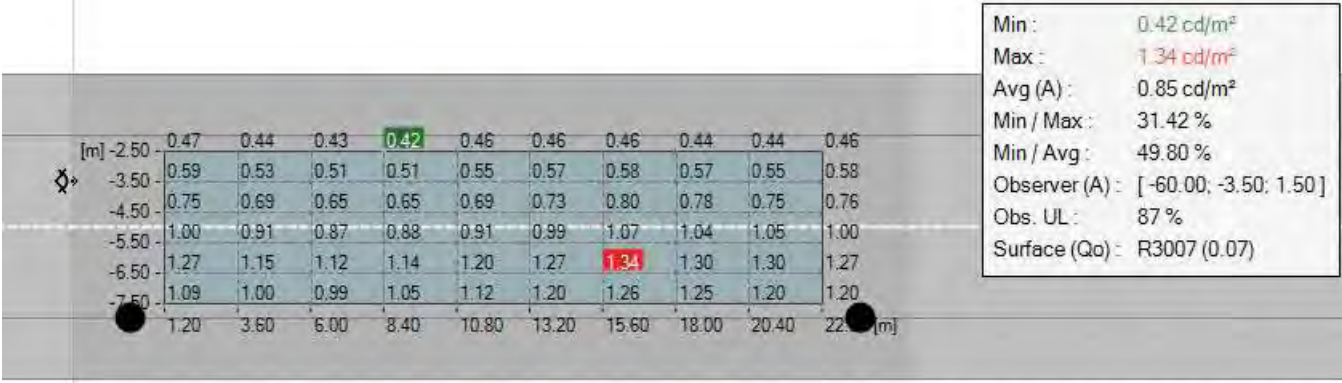 Min : 0.42 cd/m²
Max : 1.34 cd/m²
Avg (A) : 0.85 cd/m²
Min / Max : 31.42 %
Min / Avg : 49.80 %
Observer (A) : [ -60.00; -3.50; 1.50 ]
Obs. UL : 87 %
Surface (Qo) : R3007 (0.07)
[m] -2.50 - 0.47 0.44 0.43 0.42 0.46 0.46 0.46 0.44 0.44 0.46
-3.50 - 0.59 0.53 0.51 0.51 0.55 0.57 0.58 0.57 0.55 0.58
-4.50 - 0.75 0.69 0.65 0.65 0.69 0.73 0.80 0.78 0.75 0.76
-5.50 - 1.00 0.91 0.87 0.88 0.91 0.99 1.07 1.04 1.05 1.00
-6.50 - 1.27 1.15 1.12 1.14 1.20 1.27 1.34 1.30 1.30 1.27
-7.50 - 1.09 1.00 0.99 1.05 1.12 1.20 1.26 1.25 1.20 1.20
1.20 3.60 6.00 8.40 10.80 13.20 15.60 18.00 20.40 [m]